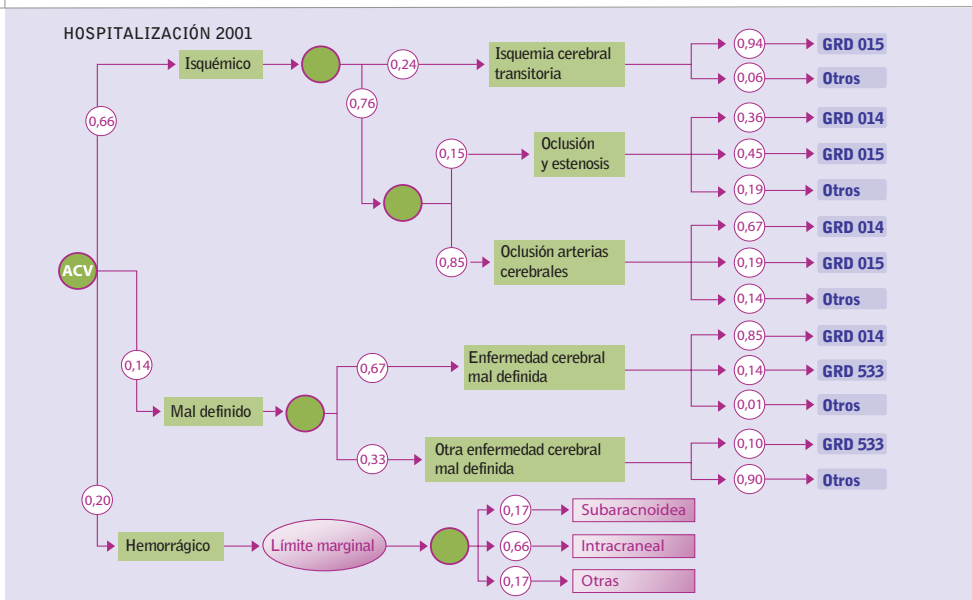 HOSPITALIZACIÓN 2001
ACV
0,66
Isquémico
0,24
Isquemia cerebral
transitoria
0,94
GRD 015
0,06
Otros
0,76
0,15
Oclusión
y estenosis
0,36
GRD 014
0,45
GRD 015
0,19
Otros
0,85
Oclusión arterias
cerebrales
0,67
GRD 014
0,19
GRD 015
0,14
Otros
0,14
Mal definido
0,67
Enfermedad cerebral
mal definida
0,85
GRD 014
0,14
GRD 533
0,01
Otros
0,33
Otra enfermedad cerebral
mal definida
0,10
GRD 533
0,90
Otros
0,20
Hemorrágico
Límite marginal
0,17
Subaracnoidea
0,66
Intracraneal
0,17
Otras